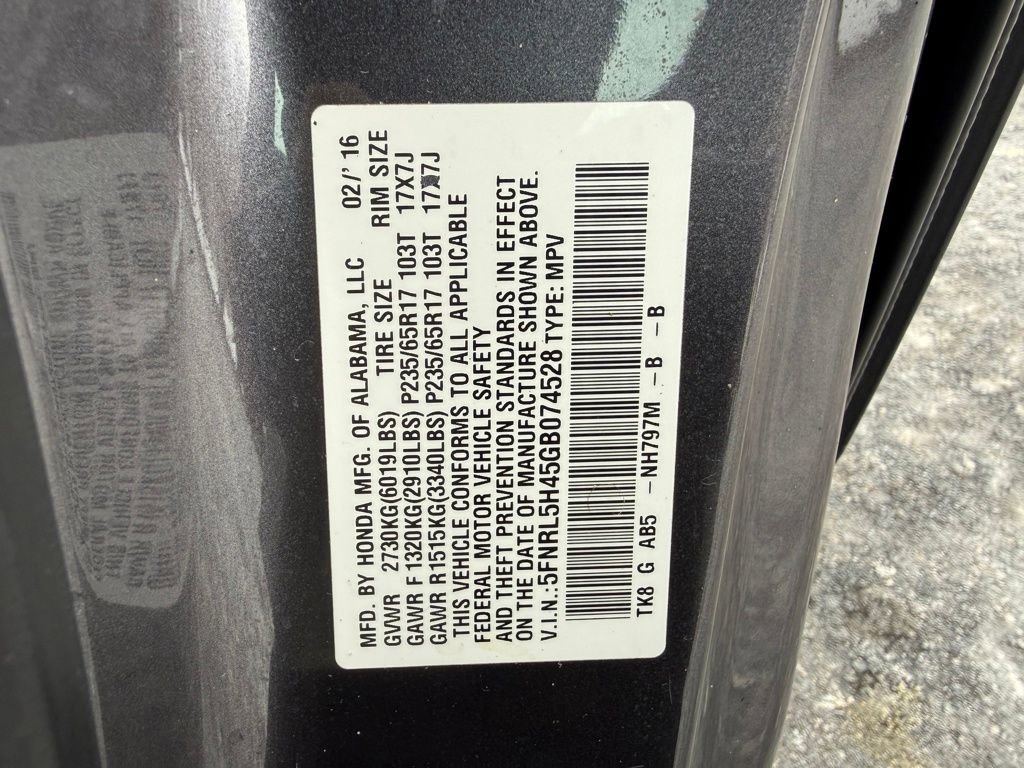 MFD. BY HONDA MFG. OF ALABAMA, LLC 02/' 16
GVWR 2730KG(6019LBS) TIRE SIZE RIM SIZE
GAWR F 1320KG(2910LBS) P235/65R17 103T 17X7J
GAWR R 1515KG(3340LBS) P235/65R17 103T 17X7J
THIS VEHICLE CONFORMS TO ALL APPLICABLE
FEDERAL MOTOR VEHICLE SAFETY
AND THEFT PREVENTION STANDARDS IN EFFECT
ON THE DATE OF MANUFACTURE SHOWN ABOVE.
V.I.N.:5FNRL5H45GB074528 TYPE: MPV
TK8 G AB5 -NH797M -B -B